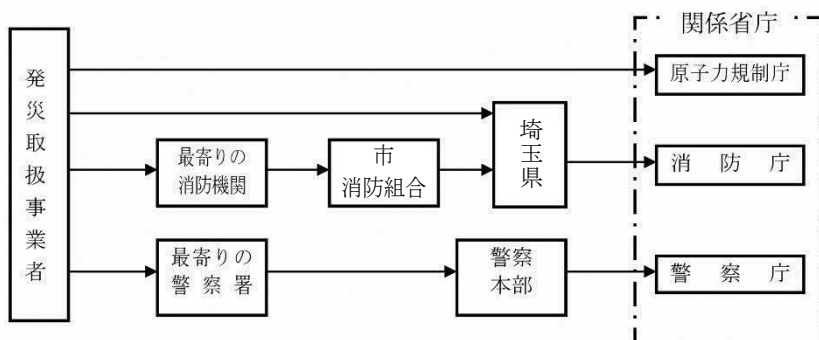 関係省庁
発災取扱事業者
原子力規制庁
埼玉県
最寄りの
消防機関
市
消防組合
消防庁
最寄りの
警察署
警察
本部
警察庁